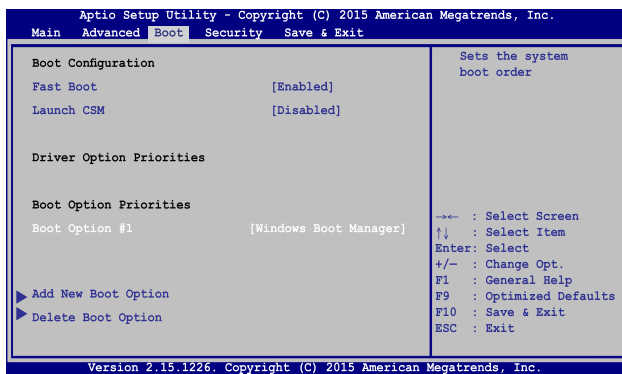 Aptio Setup Utility - Copyright (C) 2015 American Megatrends, Inc.
Main Advanced Boot Security Save & Exit
Boot Configuration
Fast Boot [Enabled]
Launch CSM [Disabled]
Driver Option Priorities
Boot Option Priorities
Boot Option #1 [Windows Boot Manager]
Add New Boot Option
Delete Boot Option
Sets the system
boot order
→← : Select Screen
↑↓ : Select Item
Enter: Select
+/— : Change Opt.
F1 : General Help
F9 : Optimized Defaults
F10 : Save & Exit
ESC : Exit
Version 2.15.1226. Copyright (C) 2015 American Megatrends, Inc.